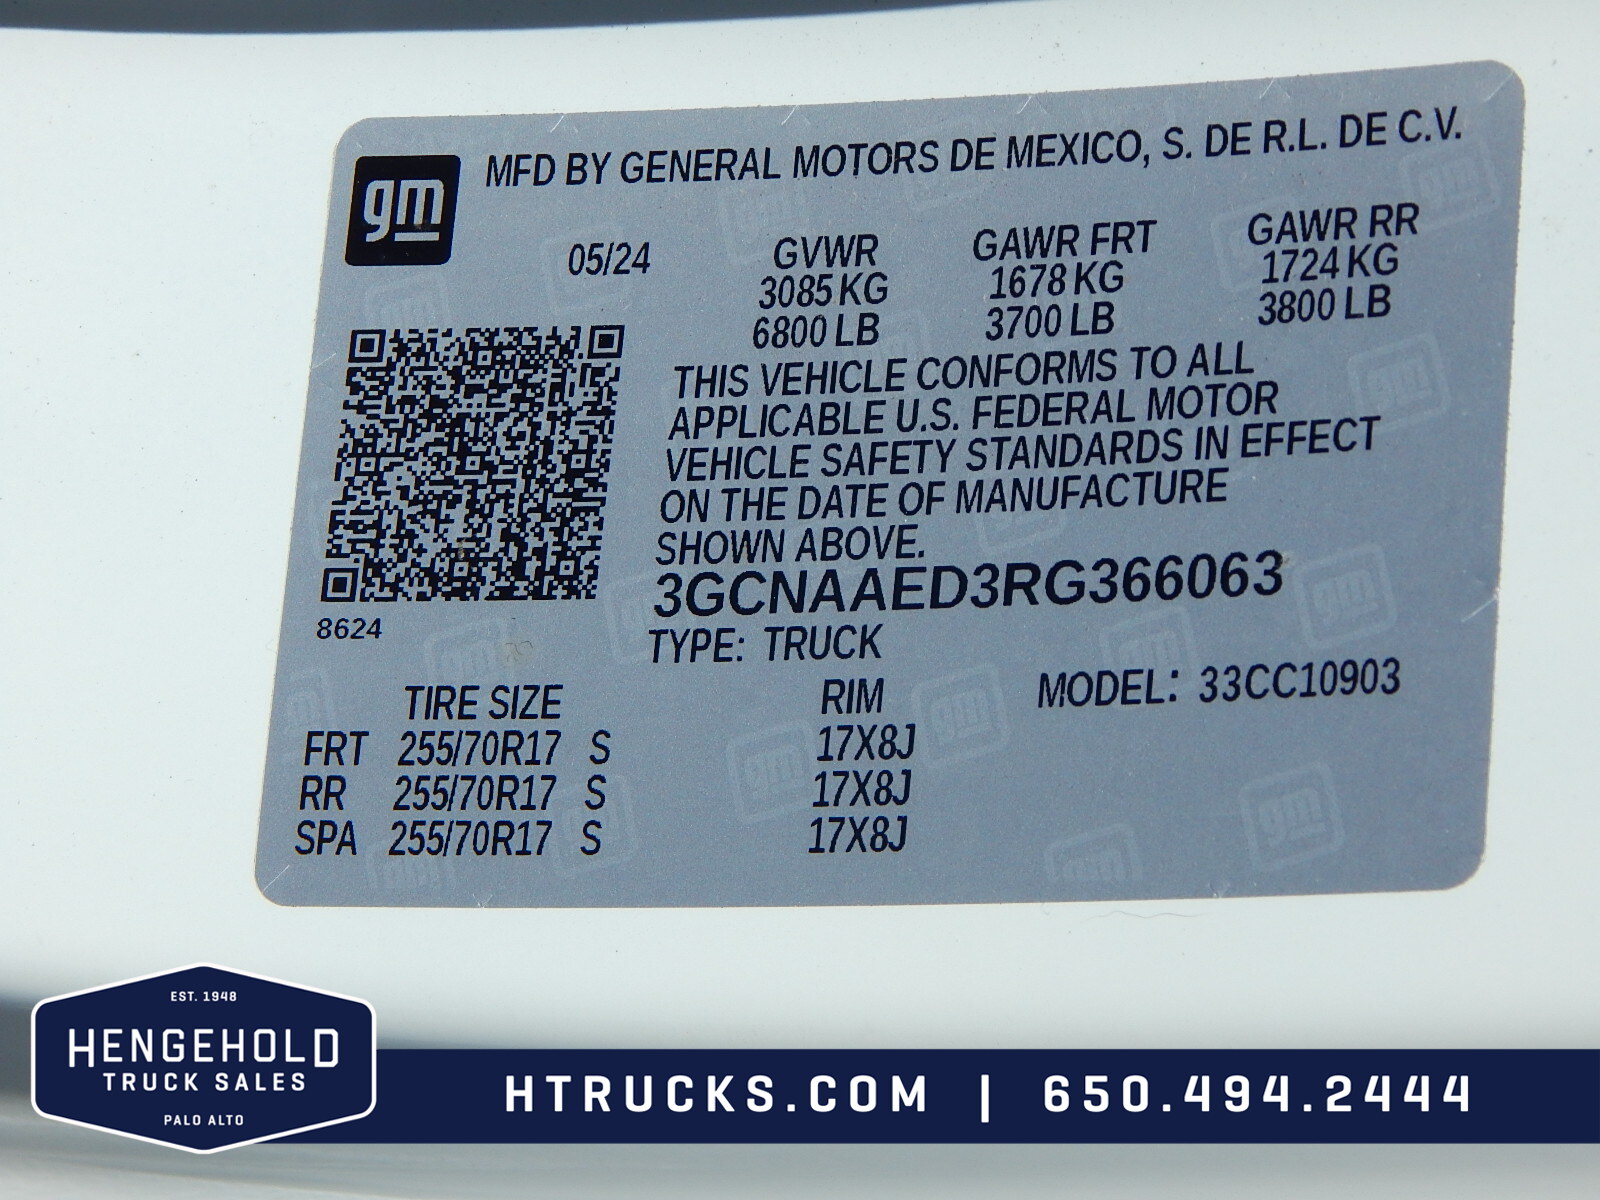 gm
MFD BY GENERAL MOTORS DE MEXICO, S. DE R.L. DE C.V.
05/24 GVWR GAWR FRT GAWR RR
3085 KG 1678 KG 1724 KG
6800 LB 3700 LB 3800 LB
THIS VEHICLE CONFORMS TO ALL
APPLICABLE U.S. FEDERAL MOTOR
VEHICLE SAFETY STANDARDS IN EFFECT
ON THE DATE OF MANUFACTURE
SHOWN ABOVE.
3GCNAAED3RG366063
8624
TYPE: TRUCK
TIRE SIZE RIM MODEL: 33CC10903
FRT 255/70R17 S 17X8J
RR 255/70R17 S 17X8J
SPA 255/70R17 S 17X8J
EST. 1948
HENGEHOLD
TRUCK SALES
PALO ALTO
HTRUCKS.COM | 650.494.2444